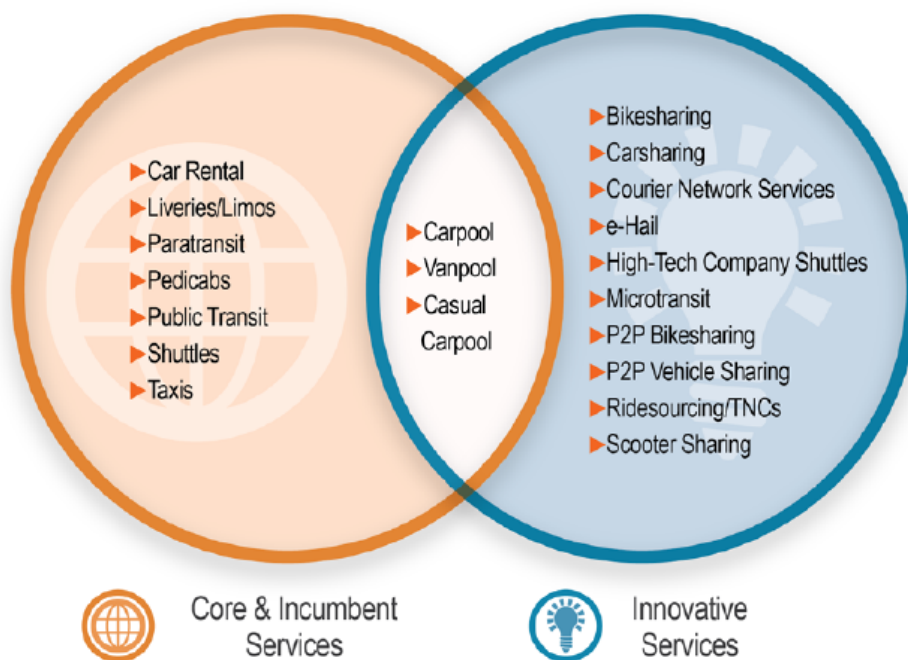 Car Rental
Liveries/Limos
Paratransit
Pedicabs
Public Transit
Shuttles
Taxis
Carpool
Vanpool
Casual
Carpool
Bikesharing
Carsharing
Courier Network Services
e-Hail
High-Tech Company Shuttles
Microtransit
P2P Bikesharing
P2P Vehicle Sharing
Ridesourcing/TNCs
Scooter Sharing
Core & Incumbent
Services
Innovative
Services